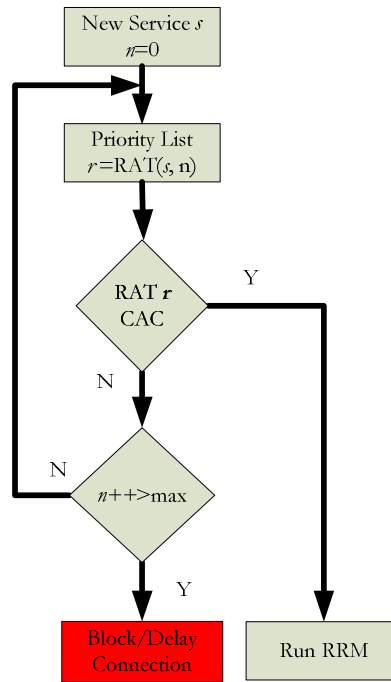 New Service s
n=0
Priority List
r=RAT(s, n)
Y
RAT r
CAC
N
N
n++>max
Y
Block/Delay
Connection
Run RRM